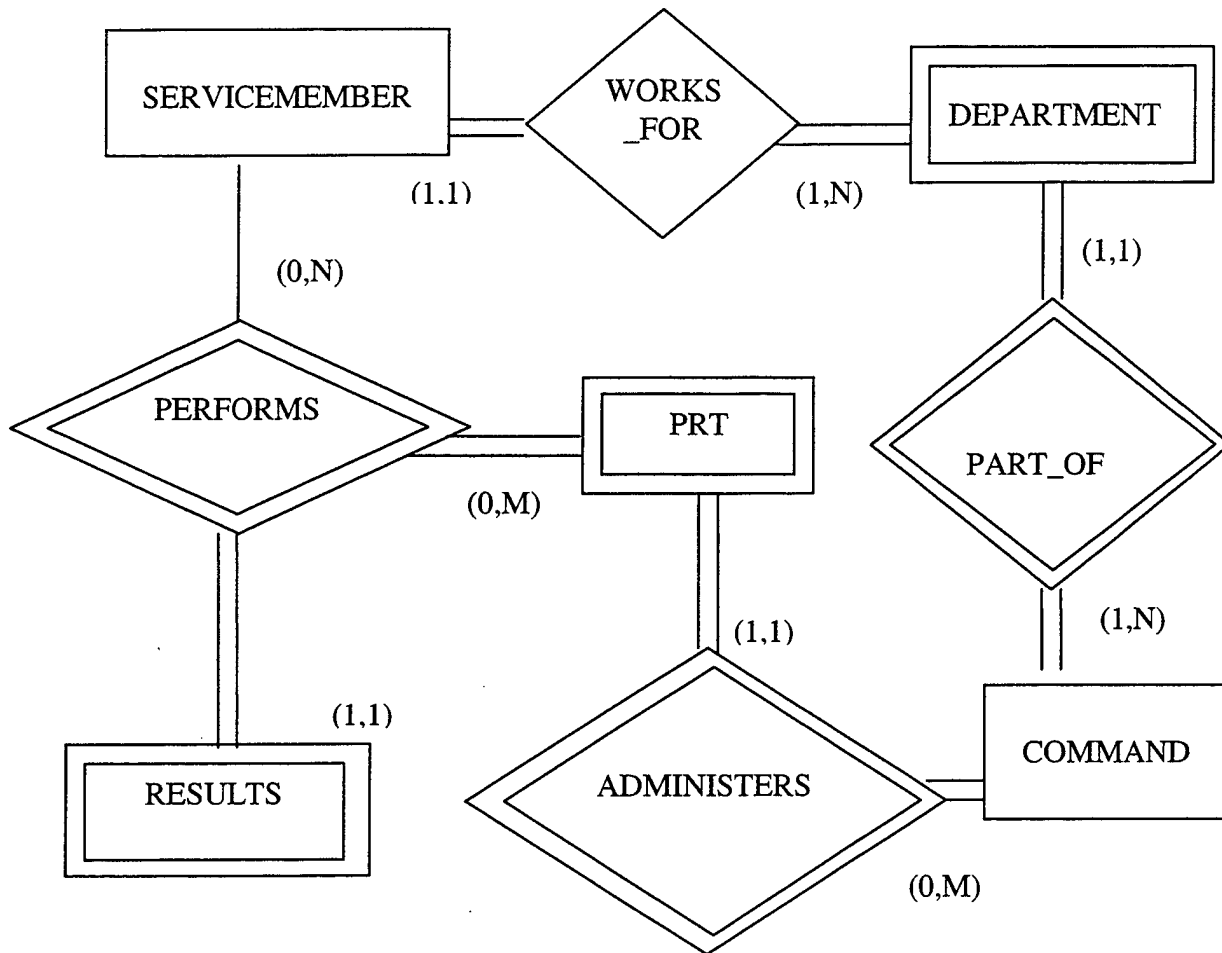 SERVICEMEMBER
WORKS
_FOR
DEPARTMENT
(1,1)
(1,N)
(1,1)
(0,N)
PERFORMS
PRT
PART_OF
(0,M)
(1,1)
(1,N)
(1,1)
RESULTS
ADMINISTERS
COMMAND
(0,M)